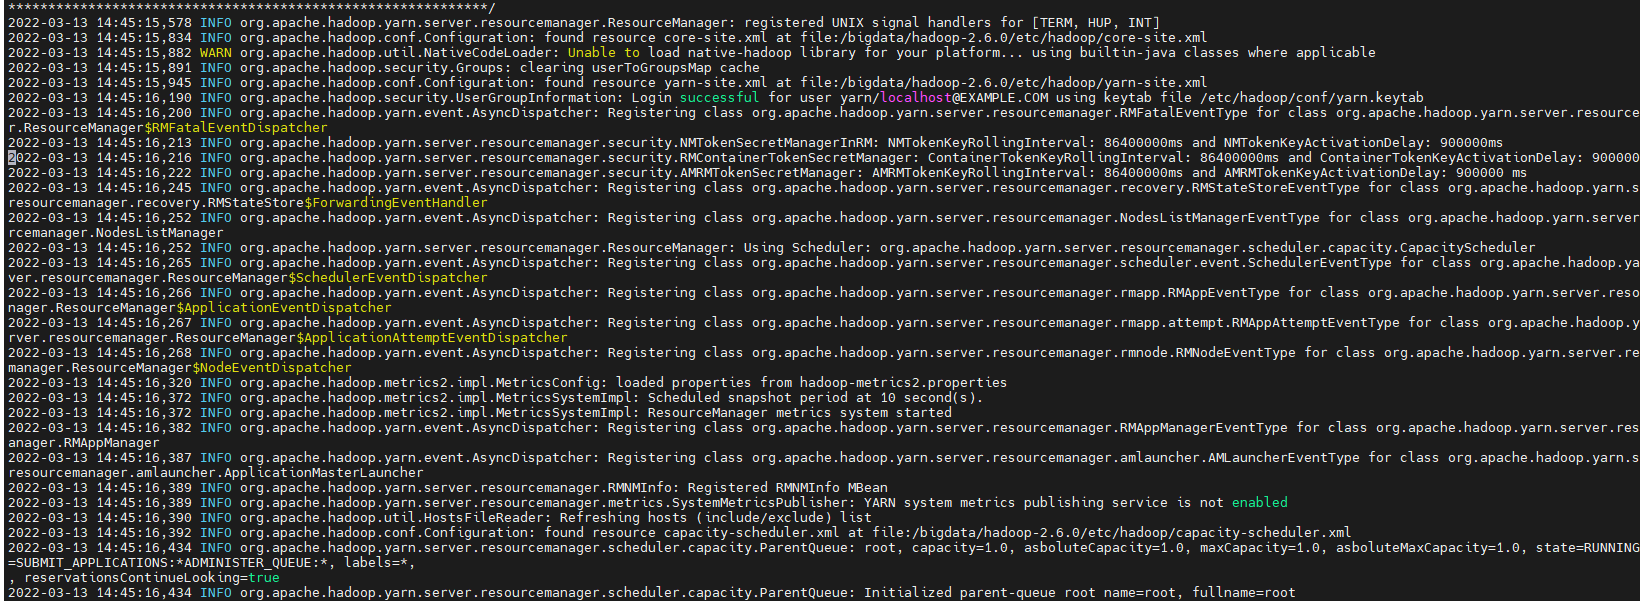 ************************************************************/
2022-03-13 14:45:15,578 INFO org.apache.hadoop.yarn.server.resourcemanager.ResourceManager: registered UNIX signal handlers for [TERM, HUP, INT]
2022-03-13 14:45:15,834 INFO org.apache.hadoop.conf.Configuration: found resource core-site.xml at file:/bigdata/hadoop-2.6.0/etc/hadoop/core-site.xml
2022-03-13 14:45:15,882 WARN org.apache.hadoop.util.NativeCodeLoader: Unable to load native-hadoop library for your platform... using builtin-java classes where applicable
2022-03-13 14:45:15,891 INFO org.apache.hadoop.security.Groups: clearing userToGroupsMap cache
2022-03-13 14:45:15,945 INFO org.apache.hadoop.conf.Configuration: found resource yarn-site.xml at file:/bigdata/hadoop-2.6.0/etc/hadoop/yarn-site.xml
2022-03-13 14:45:16,190 INFO org.apache.hadoop.security.UserGroupInformation: Login successful for user yarn/localhost@EXAMPLE.COM using keytab file /etc/hadoop/conf/yarn.keytab
2022-03-13 14:45:16,200 INFO org.apache.hadoop.yarn.event.AsyncDispatcher: Registering class org.apache.hadoop.yarn.server.resourcemanager.RMFatalEventType for class org.apache.hadoop.yarn.server.resource
r.ResourceManager$RMFatalEventDispatcher
2022-03-13 14:45:16,213 INFO org.apache.hadoop.yarn.server.resourcemanager.security.NMTokenSecretManagerInRM: NMTokenKeyRollingInterval: 86400000ms and NMTokenKeyActivationDelay: 900000ms
2022-03-13 14:45:16,216 INFO org.apache.hadoop.yarn.server.resourcemanager.security.RMContainerTokenSecretManager: ContainerTokenKeyRollingInterval: 86400000ms and ContainerTokenKeyActivationDelay: 900000
2022-03-13 14:45:16,222 INFO org.apache.hadoop.yarn.server.resourcemanager.security.AMRMTokenSecretManager: AMRMTokenKeyRollingInterval: 86400000ms and AMRMTokenKeyActivationDelay: 900000 ms
2022-03-13 14:45:16,245 INFO org.apache.hadoop.yarn.event.AsyncDispatcher: Registering class org.apache.hadoop.yarn.server.resourcemanager.recovery.RMStateStoreEventType for class org.apache.hadoop.yarn.s
resourcemanager.recovery.RMStateStore$ForwardingEventHandler
2022-03-13 14:45:16,252 INFO org.apache.hadoop.yarn.event.AsyncDispatcher: Registering class org.apache.hadoop.yarn.server.resourcemanager.NodesListManagerEventType for class org.apache.hadoop.yarn.server
rcemanager.NodesListManager
2022-03-13 14:45:16,252 INFO org.apache.hadoop.yarn.server.resourcemanager.ResourceManager: Using Scheduler: org.apache.hadoop.yarn.server.resourcemanager.scheduler.capacity.CapacityScheduler
2022-03-13 14:45:16,265 INFO org.apache.hadoop.yarn.event.AsyncDispatcher: Registering class org.apache.hadoop.yarn.server.resourcemanager.scheduler.event.SchedulerEventType for class org.apache.hadoop.ya
ver.resourcemanager.ResourceManager$SchedulerEventDispatcher
2022-03-13 14:45:16,266 INFO org.apache.hadoop.yarn.event.AsyncDispatcher: Registering class org.apache.hadoop.yarn.server.resourcemanager.rmapp.RMAppEventType for class org.apache.hadoop.yarn.server.reso
nager.ResourceManager$ApplicationEventDispatcher
2022-03-13 14:45:16,267 INFO org.apache.hadoop.yarn.event.AsyncDispatcher: Registering class org.apache.hadoop.yarn.server.resourcemanager.rmapp.attempt.RMAppAttemptEventType for class org.apache.hadoop.y
rver.resourcemanager.ResourceManager$ApplicationAttemptEventDispatcher
2022-03-13 14:45:16,268 INFO org.apache.hadoop.yarn.event.AsyncDispatcher: Registering class org.apache.hadoop.yarn.server.resourcemanager.rmnode.RMNodeEventType for class org.apache.hadoop.yarn.server.re
manager.ResourceManager$NodeEventDispatcher
2022-03-13 14:45:16,320 INFO org.apache.hadoop.metrics2.impl.MetricsConfig: loaded properties from hadoop-metrics2.properties
2022-03-13 14:45:16,372 INFO org.apache.hadoop.metrics2.impl.MetricsSystemImpl: Scheduled snapshot period at 10 second(s).
2022-03-13 14:45:16,372 INFO org.apache.hadoop.metrics2.impl.MetricsSystemImpl: ResourceManager metrics system started
2022-03-13 14:45:16,382 INFO org.apache.hadoop.yarn.event.AsyncDispatcher: Registering class org.apache.hadoop.yarn.server.resourcemanager.RMAppManagerEventType for class org.apache.hadoop.yarn.server.res
anager.RMAppManager
2022-03-13 14:45:16,387 INFO org.apache.hadoop.yarn.event.AsyncDispatcher: Registering class org.apache.hadoop.yarn.server.resourcemanager.amlauncher.AMLauncherEventType for class org.apache.hadoop.yarn.s
resourcemanager.amlauncher.ApplicationMasterLauncher
2022-03-13 14:45:16,389 INFO org.apache.hadoop.yarn.server.resourcemanager.RMNMInfo: Registered RMNMInfo MBean
2022-03-13 14:45:16,389 INFO org.apache.hadoop.yarn.server.resourcemanager.metrics.SystemMetricsPublisher: YARN system metrics publishing service is not enabled
2022-03-13 14:45:16,390 INFO org.apache.hadoop.util.HostsFileReader: Refreshing hosts (include/exclude) list
2022-03-13 14:45:16,392 INFO org.apache.hadoop.conf.Configuration: found resource capacity-scheduler.xml at file:/bigdata/hadoop-2.6.0/etc/hadoop/capacity-scheduler.xml
2022-03-13 14:45:16,434 INFO org.apache.hadoop.yarn.server.resourcemanager.scheduler.capacity.ParentQueue: root, capacity=1.0, asboluteCapacity=1.0, maxCapacity=1.0, asboluteMaxCapacity=1.0, state=RUNNING
=SUBMIT_APPLICATIONS:*ADMINISTER_QUEUE:*, labels=*,
, reservationsContinueLooking=true
2022-03-13 14:45:16,434 INFO org.apache.hadoop.yarn.server.resourcemanager.scheduler.capacity.ParentQueue: Initialized parent-queue root name=root, fullname=root